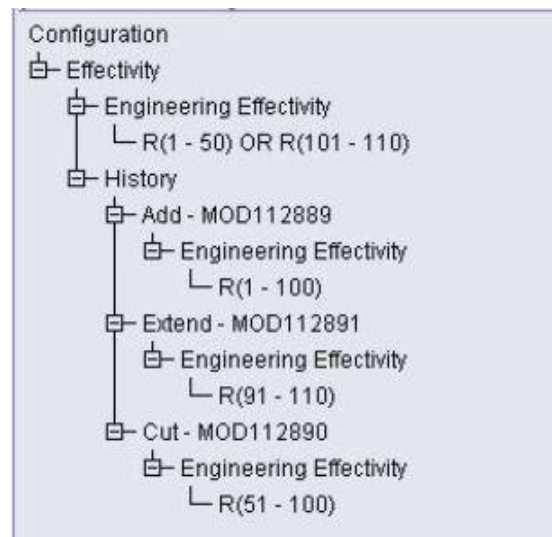 Configuration
Effectivity
Engineering Effectivity
R(1 - 50) OR R(101 - 110)
History
Add - MOD112889
Engineering Effectivity
R(1 - 100)
Extend - MOD112891
Engineering Effectivity
R(91 - 110)
Cut - MOD112890
Engineering Effectivity
R(51 - 100)